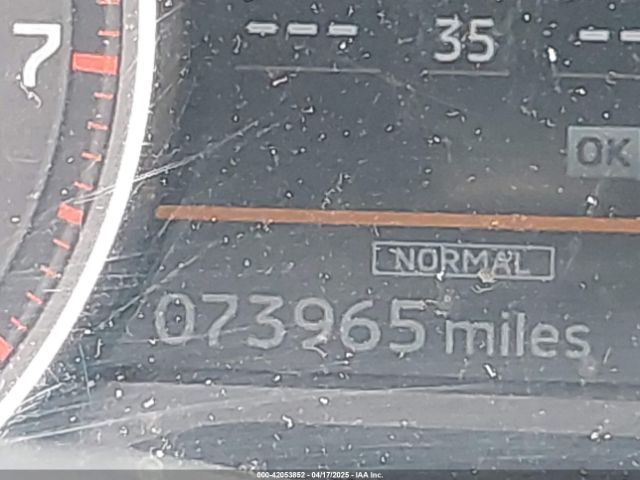 7
--- 35 --
OK
NORMAL
073965 miles
000-42053852 - 04/17/2025 - IAA Inc.